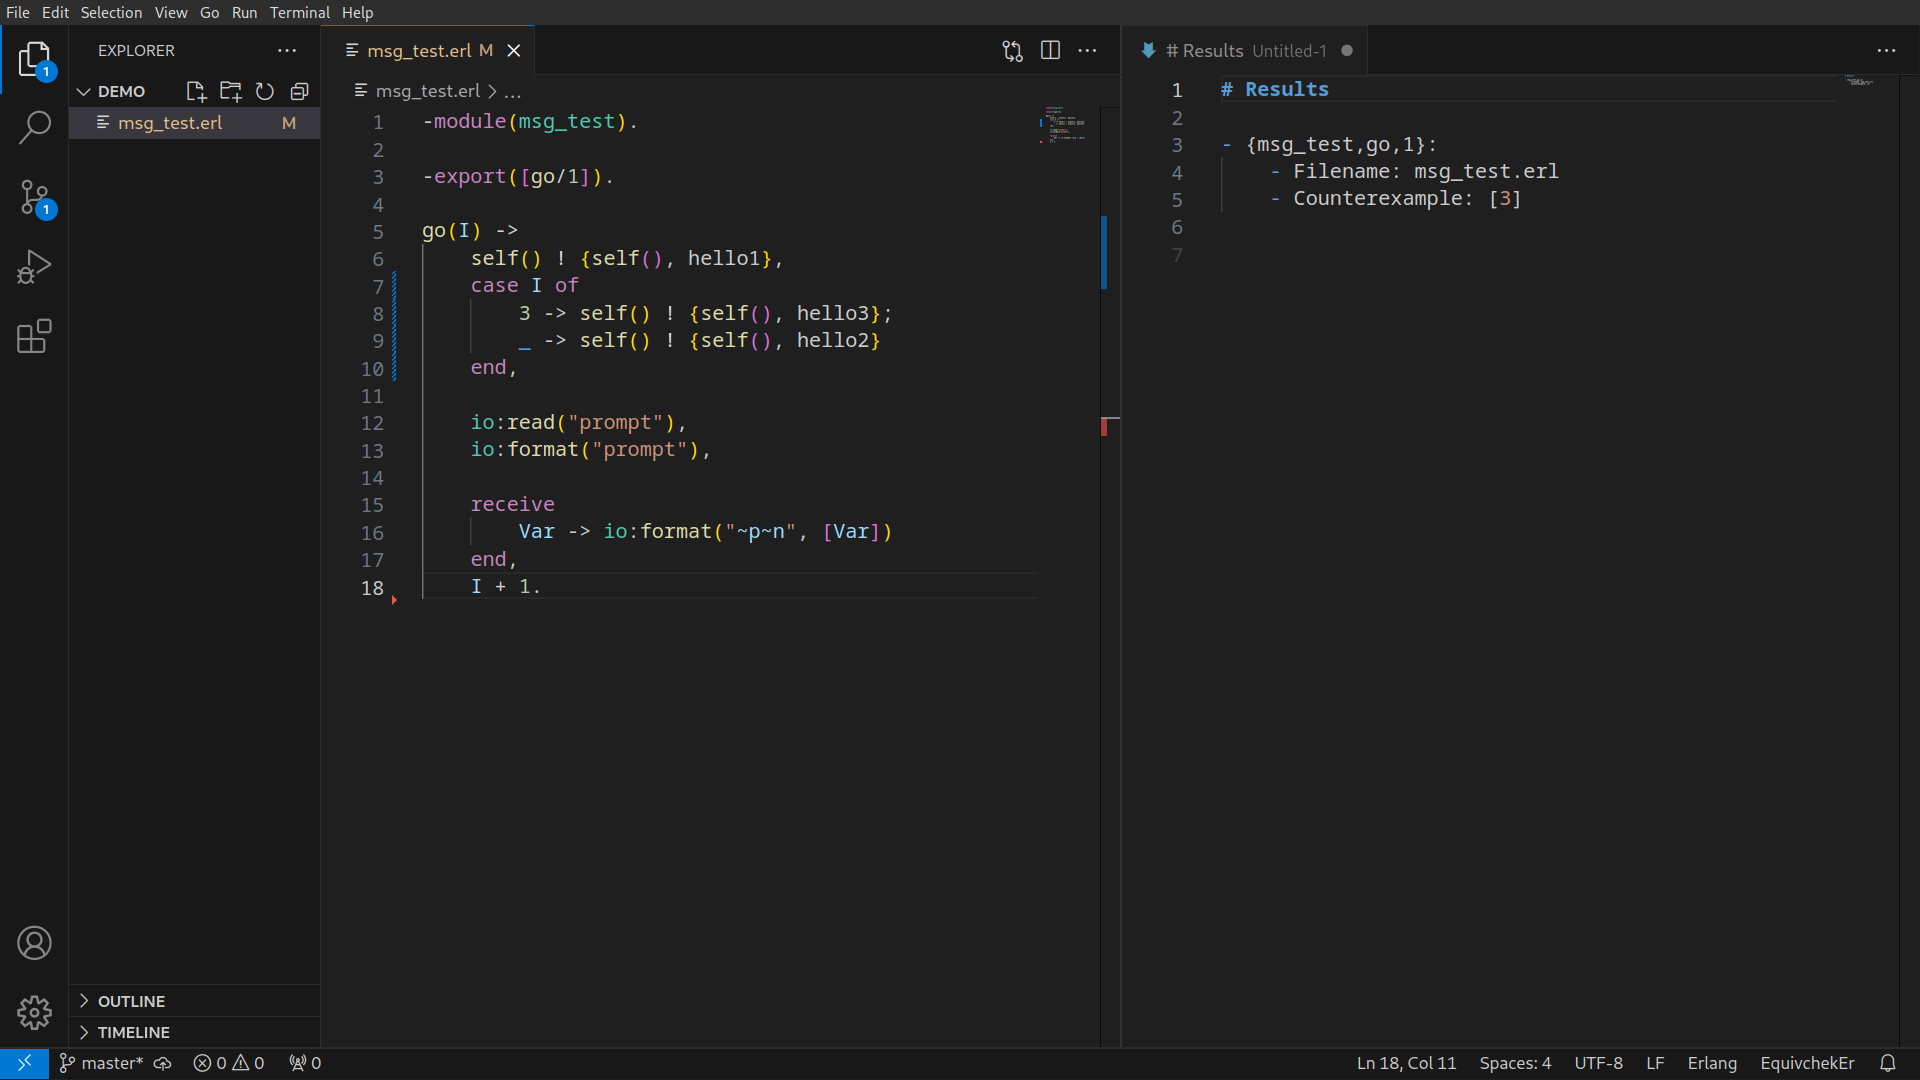 File Edit Selection View Go Run Terminal Help
EXPLORER
DEMO
msg_test.erl M
1
1
msg_test.erl M
msg_test.erl > ...
1 -module(msg_test).
2
3 -export([go/1]).
4
5 go(I) ->
6 self() ! {self(), hello1},
7 case I of
8 3 -> self() ! {self(), hello3};
9 _ -> self() ! {self(), hello2}
10 end,
11
12 io:read("prompt"),
13 io:format("prompt"),
14
15 receive
16 Var -> io:format("~p~n", [Var])
17 end,
18 I + 1.
# Results Untitled-1
1 # Results
2
3 - {msg_test,go,1}:
4 - Filename: msg_test.erl
5 - Counterexample: [3]
6
7
OUTLINE
TIMELINE
master* 0 0 0 Ln 18, Col 11 Spaces: 4 UTF-8 LF Erlang EquivchekEr